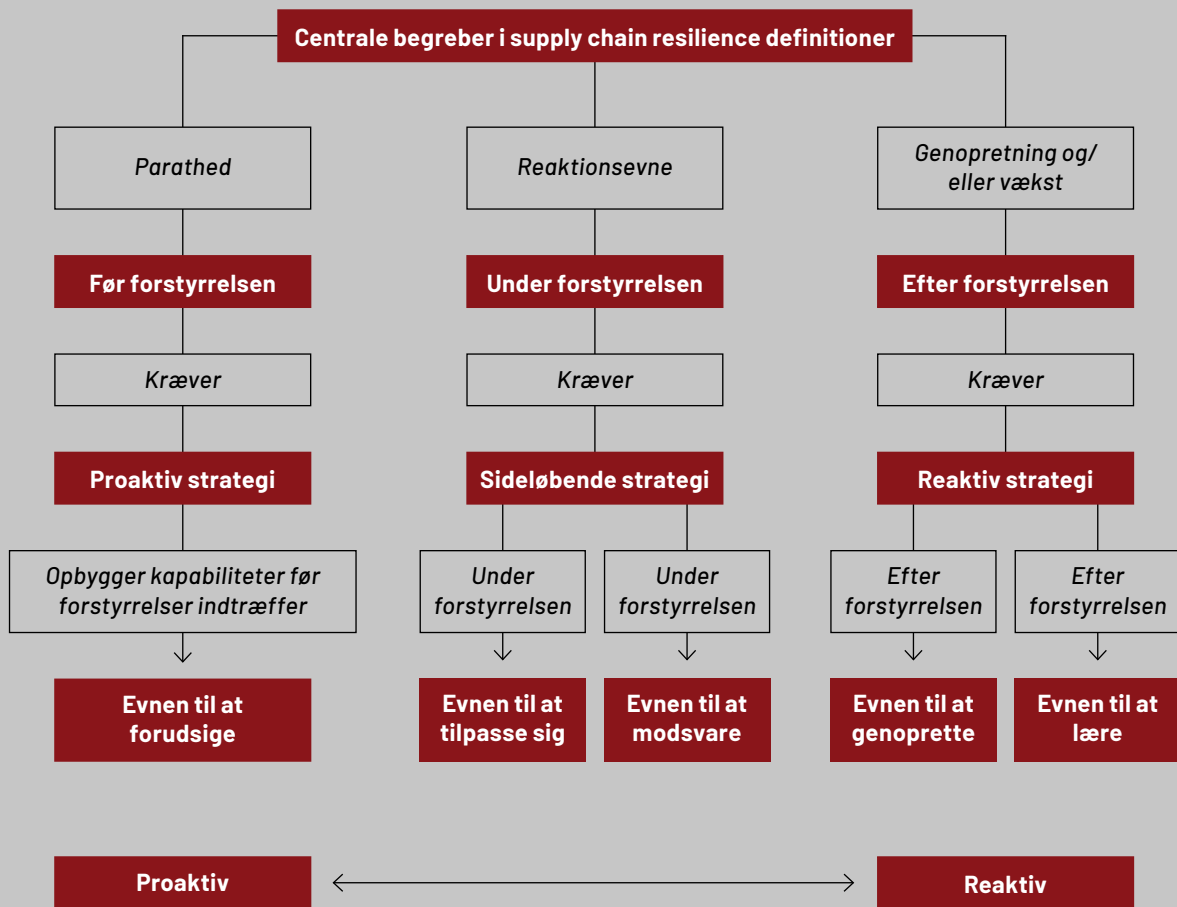 Centrale begreber i supply chain resilience definitioner
Parathed
Reaktionsevne
Genopretning og/
eller vækst
Før forstyrrelsen
Under forstyrrelsen
Efter forstyrrelsen
Kræver
Kræver
Kræver
Proaktiv strategi
Sideløbende strategi
Reaktiv strategi
Opbygger kapabiliteter før
forstyrrelser indtræffer
Under
forstyrrelsen
Under
forstyrrelsen
Efter
forstyrrelsen
Efter
forstyrrelsen
Evnen til at
forudsige
Evnen til at
tilpasse sig
Evnen til at
modsvare
Evnen til at
genoprette
Evnen til at
lære
Proaktiv
Reaktiv